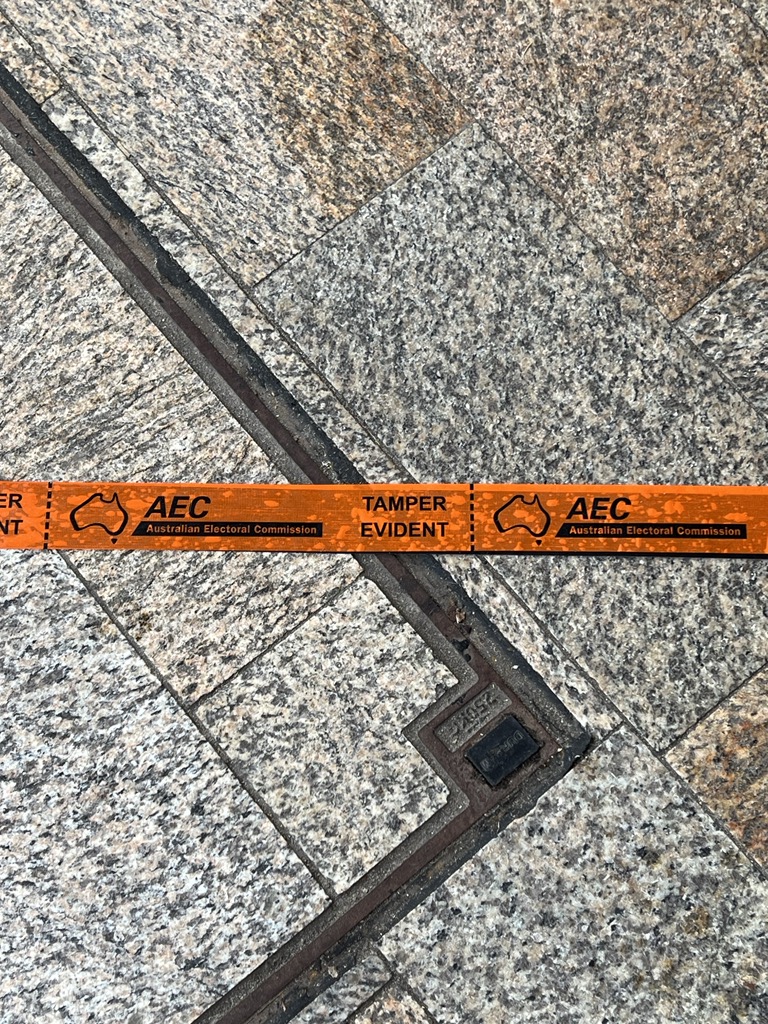 ER
NT
AEC
Australian Electoral Commission
TAMPER
EVIDENT
AEC
Australian Electoral Commission